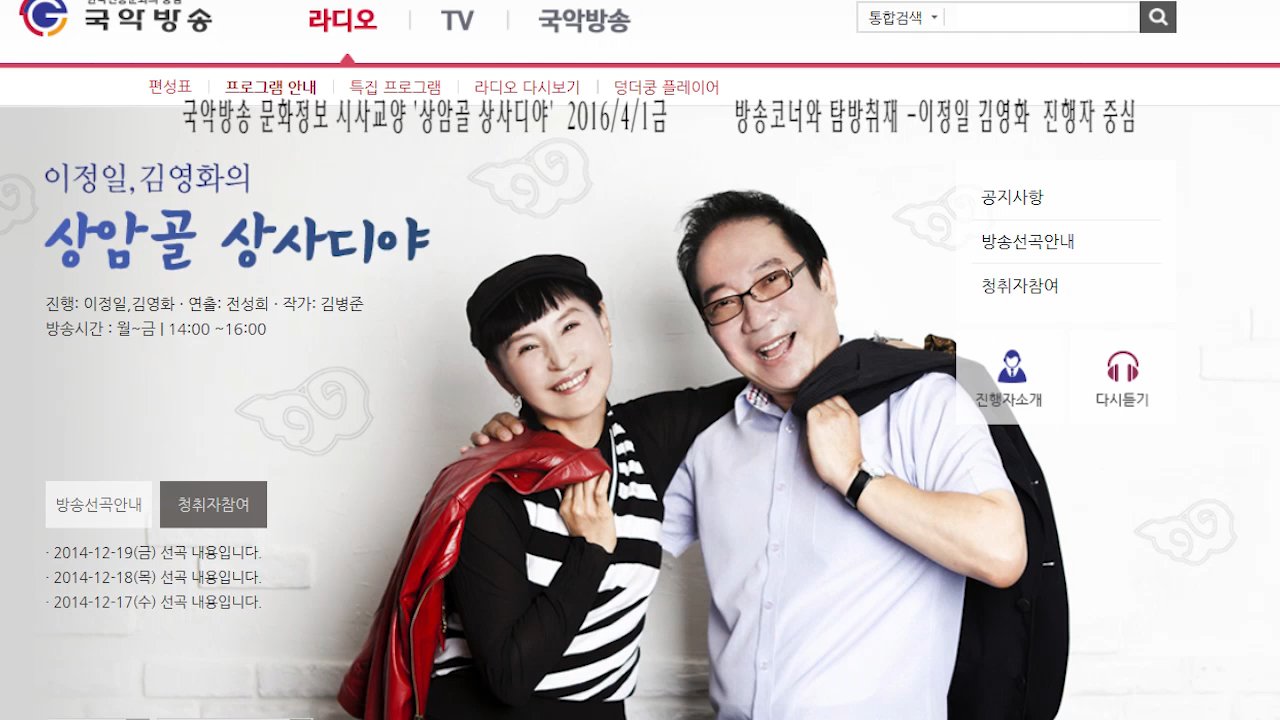 국악방송
라디오 | TV | 국악방송
통합검색
편성표 | 프로그램 안내 | 특집 프로그램 | 라디오 다시보기 | 덩더쿵 플레이어
국악방송 문화정보 시사교양 '상암골 상사디야' 2016/4/1금 방송코너와 탐방취재 -이정일 김영화 진행자 중심
이정일,김영화의
상암골 상사디야
진행: 이정일,김영화 · 연출: 전성희 · 작가: 김병준
방송시간 : 월~금 | 14:00 ~16:00
공지사항
방송선곡안내
청취자참여
진행자소개 다시듣기
방송선곡안내 청취자참여
· 2014-12-19(금) 선곡 내용입니다.
· 2014-12-18(목) 선곡 내용입니다.
· 2014-12-17(수) 선곡 내용입니다.